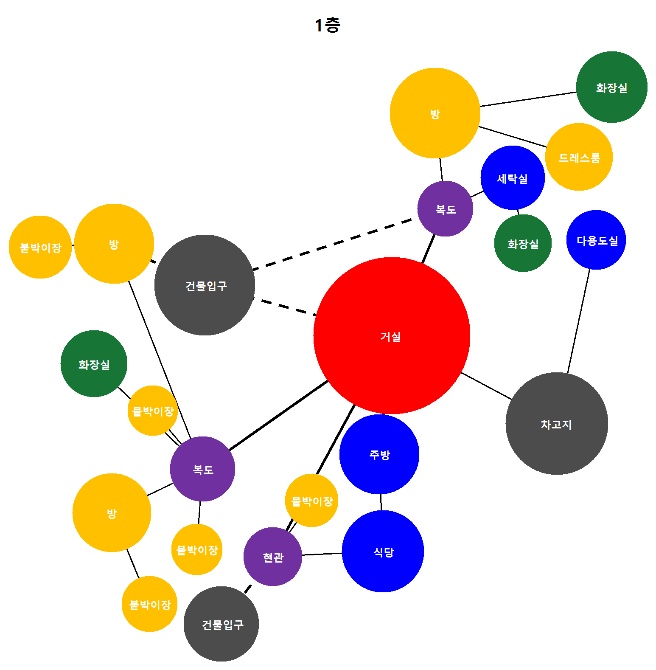 1층
화장실
방
드레스룸
세탁실
복도
화장실
다용도실
방
붙박이장
건물입구
거실
화장실
붙박이장
차고지
주방
복도
방
붙박이장
붙박이장
현관
식당
붙박이장
건물입구